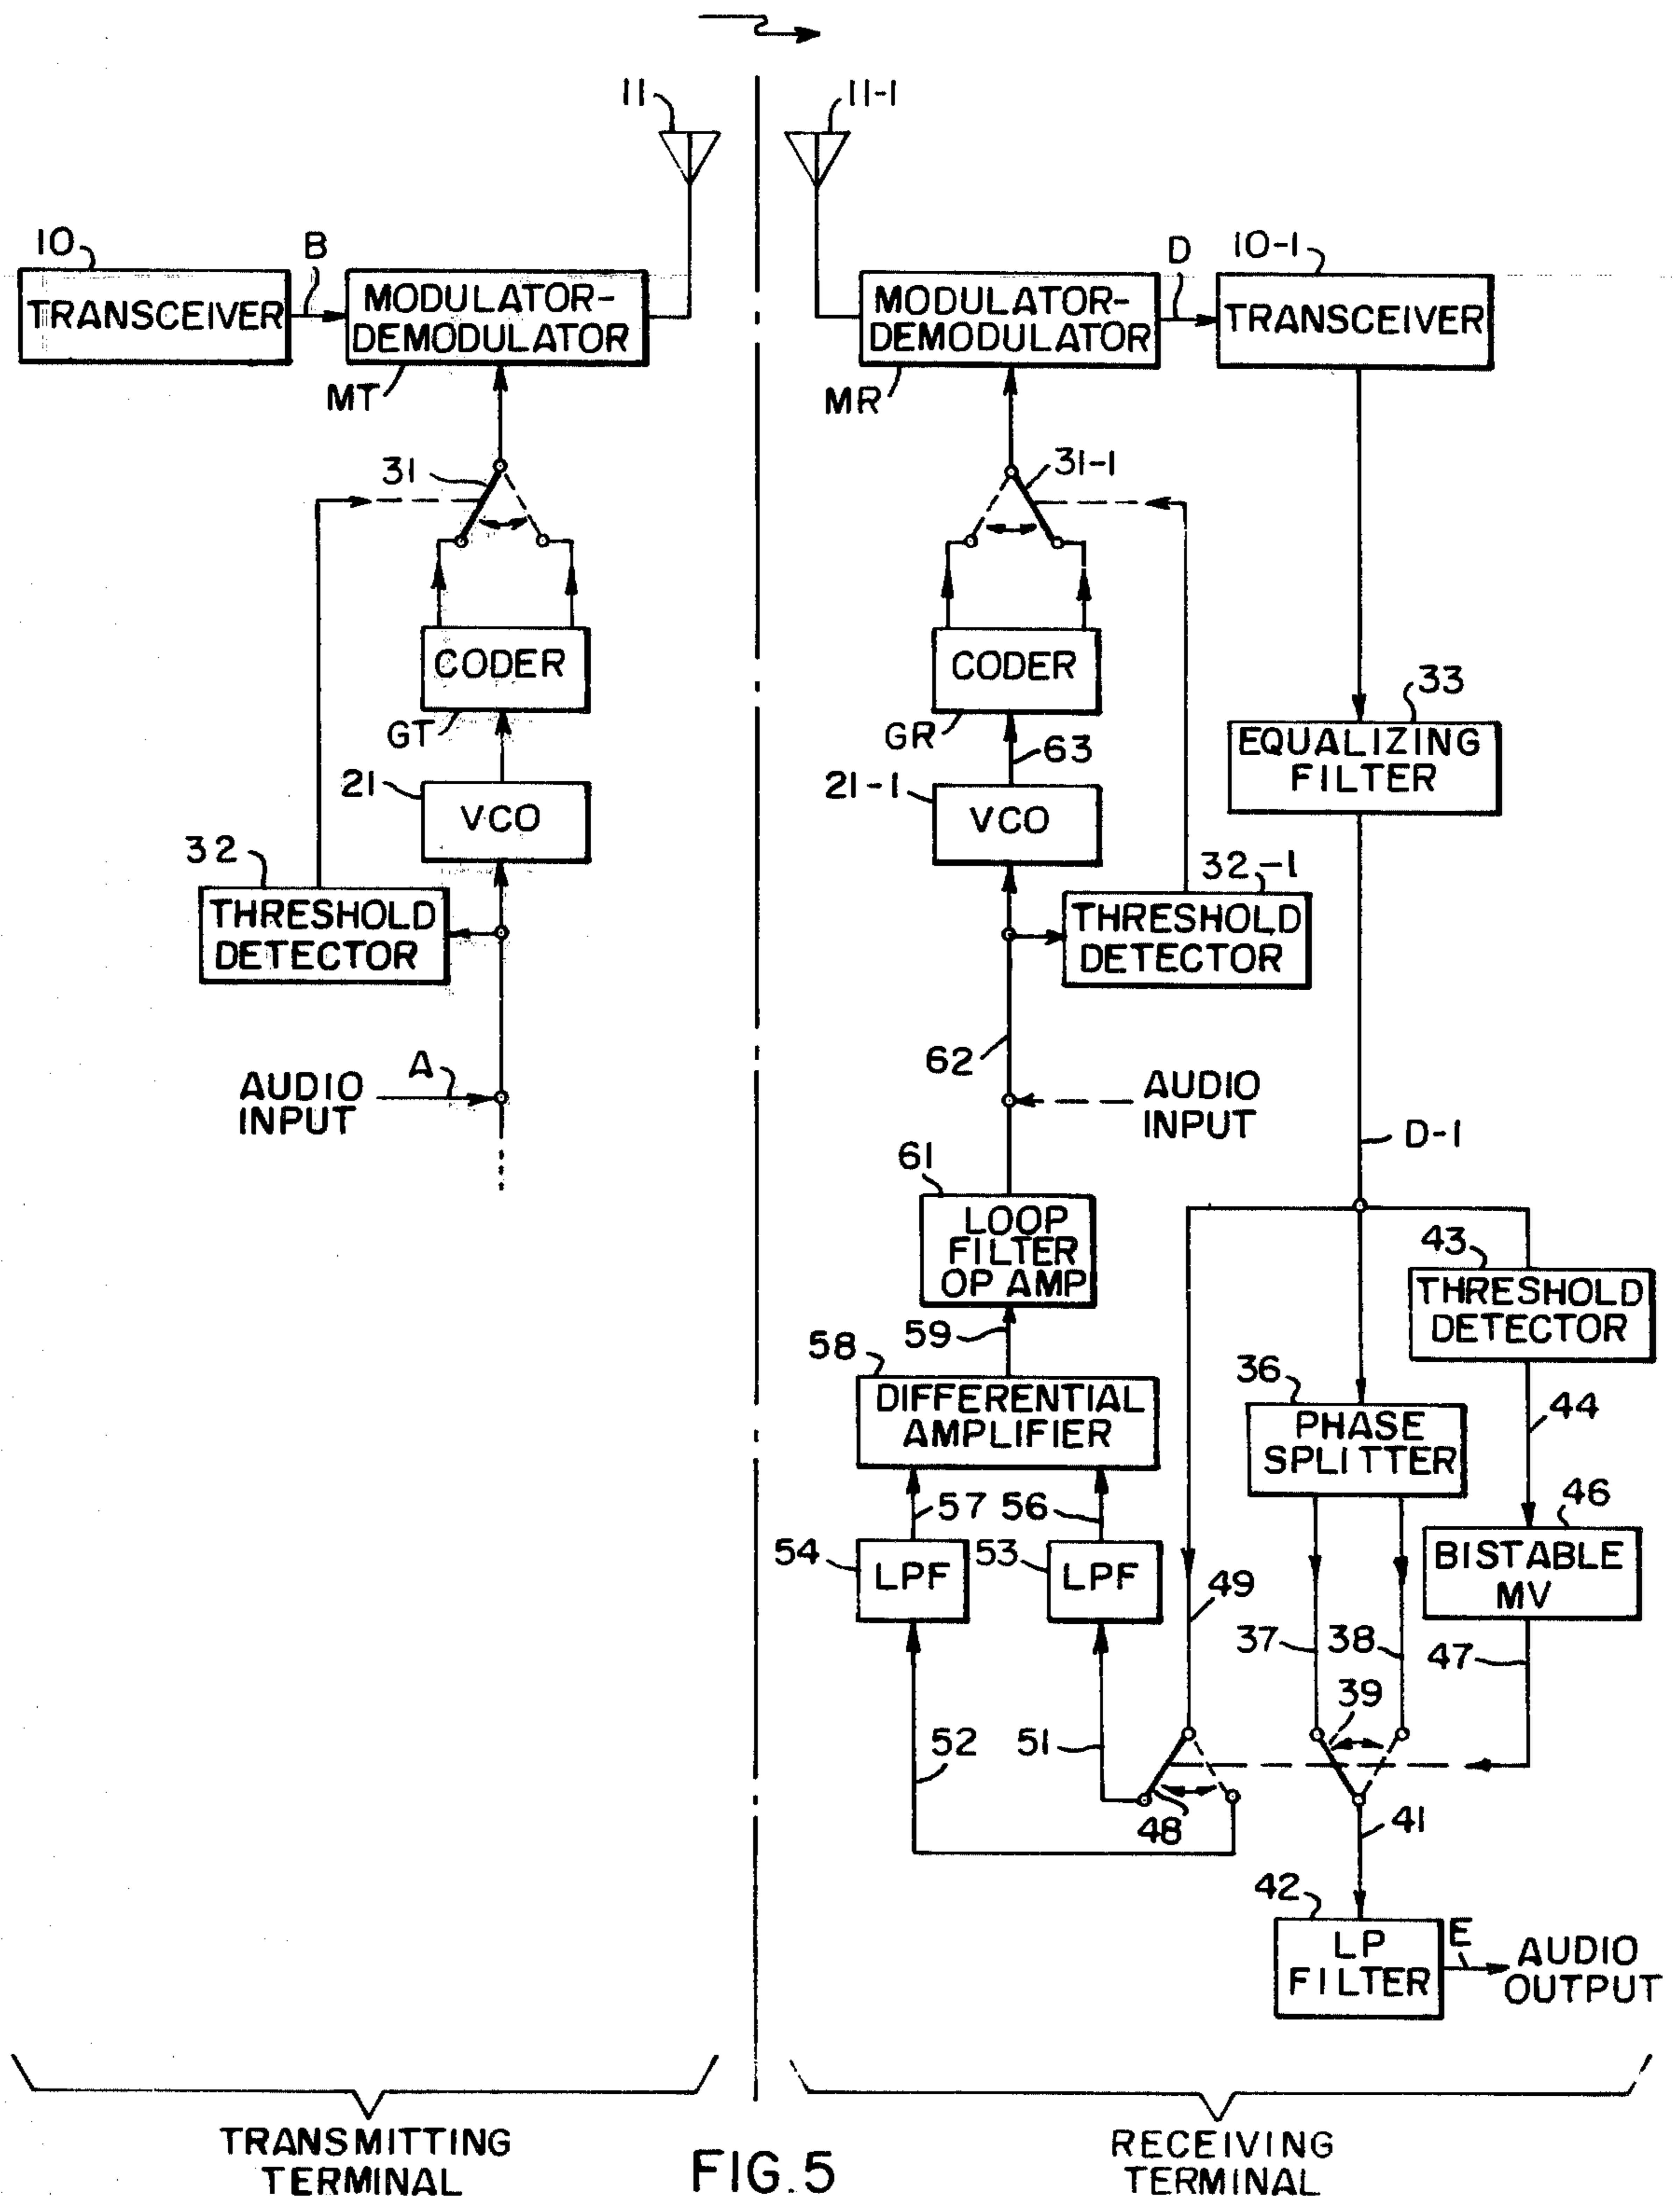 11
11-1
10
B
D
10-1
TRANSCEIVER
MODULATOR-
DEMODULATOR
MODULATOR-
DEMODULATOR
TRANSCEIVER
MT
MR
31
31-1
CODER
CODER
GT
GR
63
33
EQUALIZING
FILTER
21
VCO
21-1
VCO
32
THRESHOLD
DETECTOR
32-1
THRESHOLD
DETECTOR
A
AUDIO
INPUT
62
AUDIO
INPUT
D-1
61
LOOP
FILTER
OP AMP
43
THRESHOLD
DETECTOR
59
58
DIFFERENTIAL
AMPLIFIER
36
PHASE
SPLITTER
44
57
56
46
BISTABLE
MV
54
LPF
53
LPF
49
37
38
47
39
52
51
48
41
42
LP
FILTER
E
AUDIO
OUTPUT
TRANSMITTING
TERMINAL
FIG.5
RECEIVING
TERMINAL